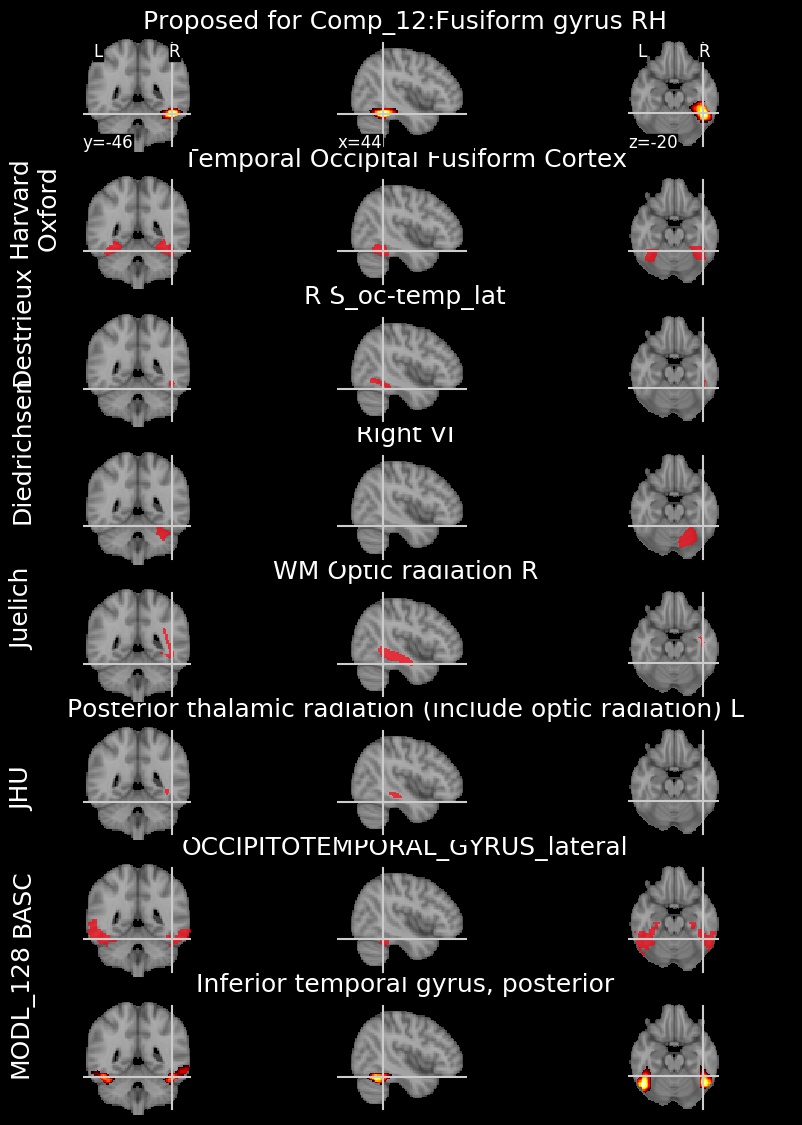 Proposed for Comp_12:Fusiform gyrus RH
L R L R
y=-46 x=44 z=-20
Temporal Occipital Fusiform Cortex
Harvard
Oxford
R S_oc-temp_lat
Destrieux
Right VI
Diedrichsen
WM Optic radiation R
Juelich
Posterior thalamic radiation (include optic radiation) L
JHU
OCCIPITOTEMPORAL_GYRUS_lateral
BASC
Inferior temporal gyrus, posterior
MODL_128